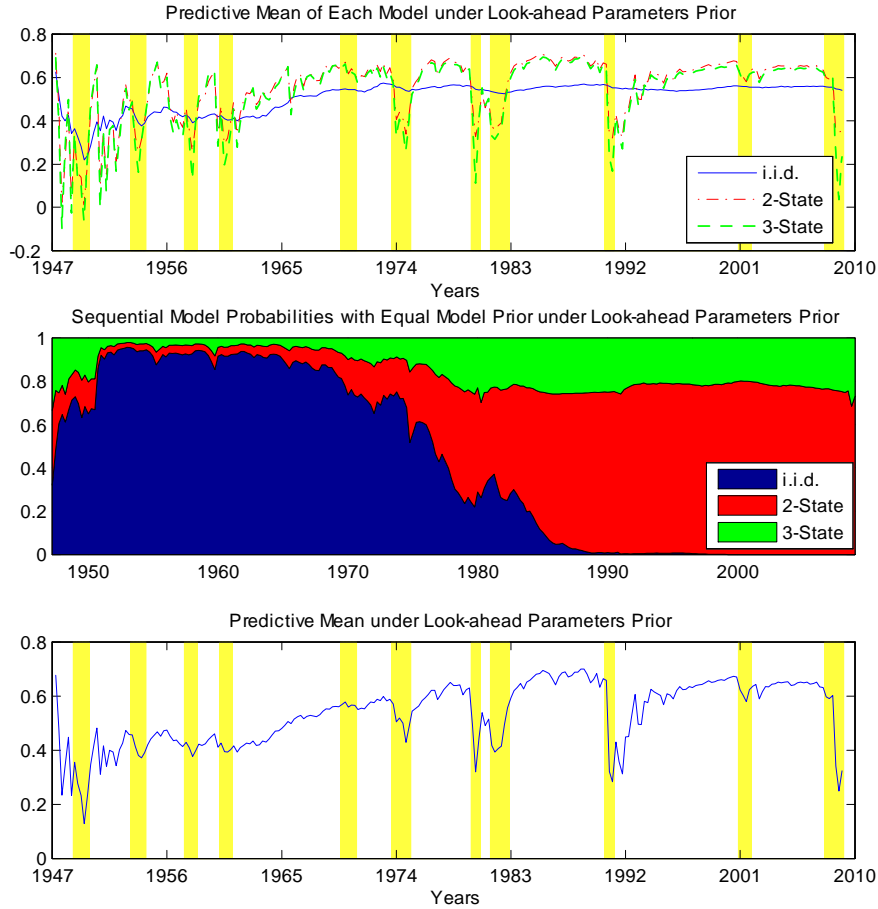 Predictive Mean of Each Model under Look-ahead Parameters Prior
0.8
0.6
0.4
0.2
0
-0.2
i.i.d.
2-State
3-State
1947 1956 1965 1974 1983 1992 2001 2010
Years
Sequential Model Probabilities with Equal Model Prior under Look-ahead Parameters Prior
1
0.8
0.6
0.4
0.2
0
i.i.d.
2-State
3-State
1950 1960 1970 1980 1990 2000
Predictive Mean under Look-ahead Parameters Prior
0.8
0.6
0.4
0.2
0
1947 1956 1965 1974 1983 1992 2001 2010
Years